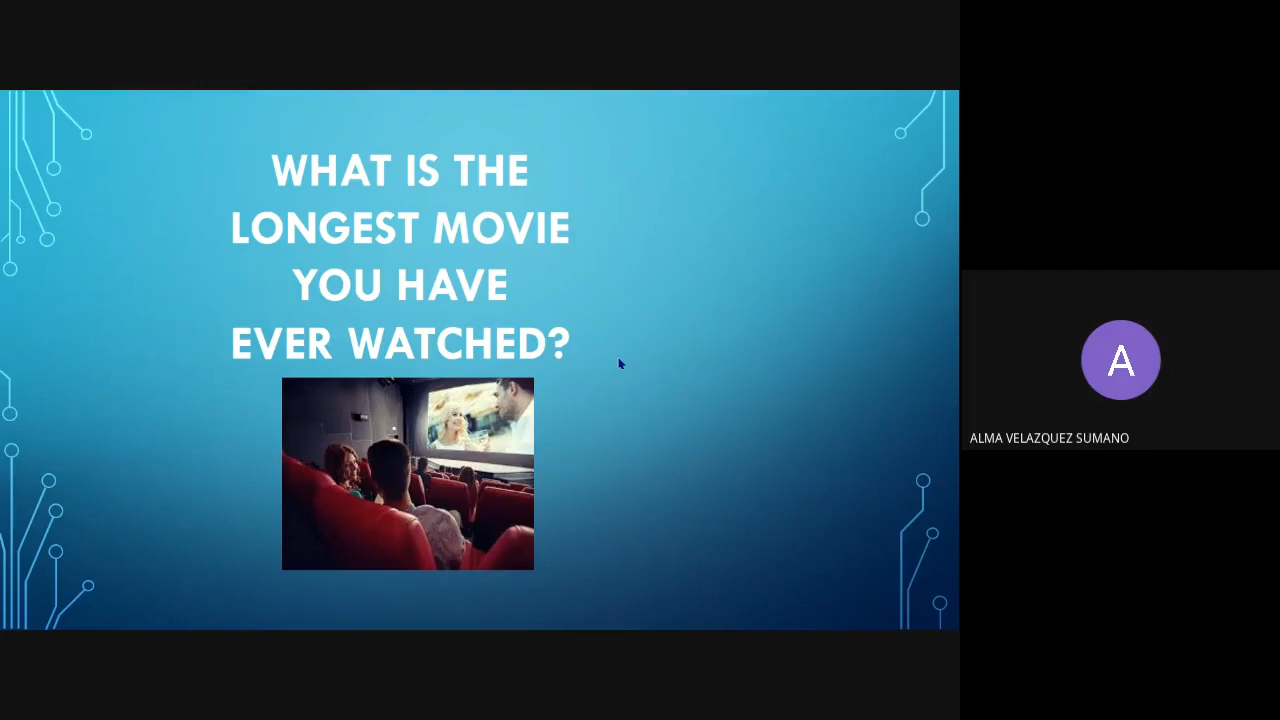 WHAT IS THE
LONGEST MOVIE
YOU HAVE
EVER WATCHED?
A
ALMA VELAZQUEZ SUMANO